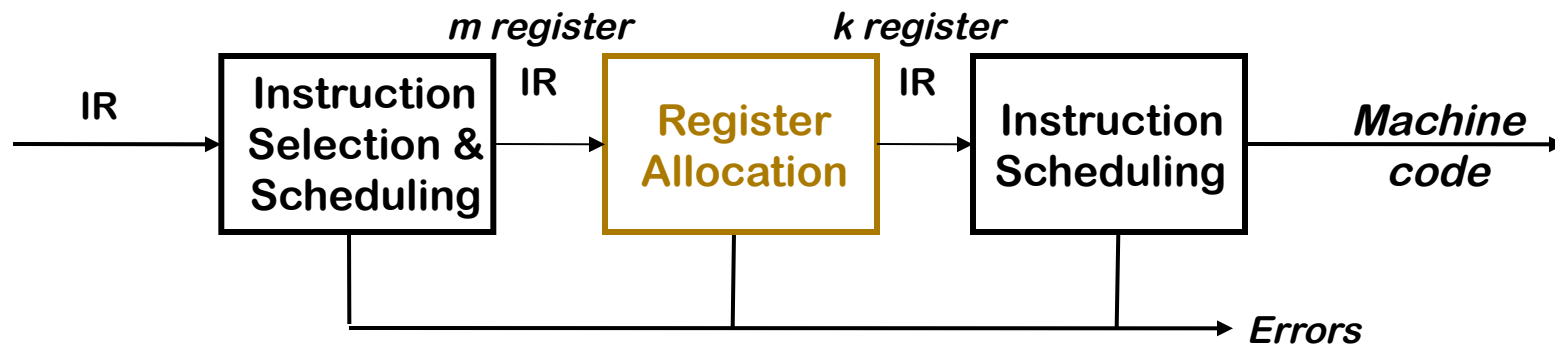 m register
IR
k register
IR
IR
Instruction
Selection &
Scheduling
Register
Allocation
Instruction
Scheduling
Machine
code
Errors